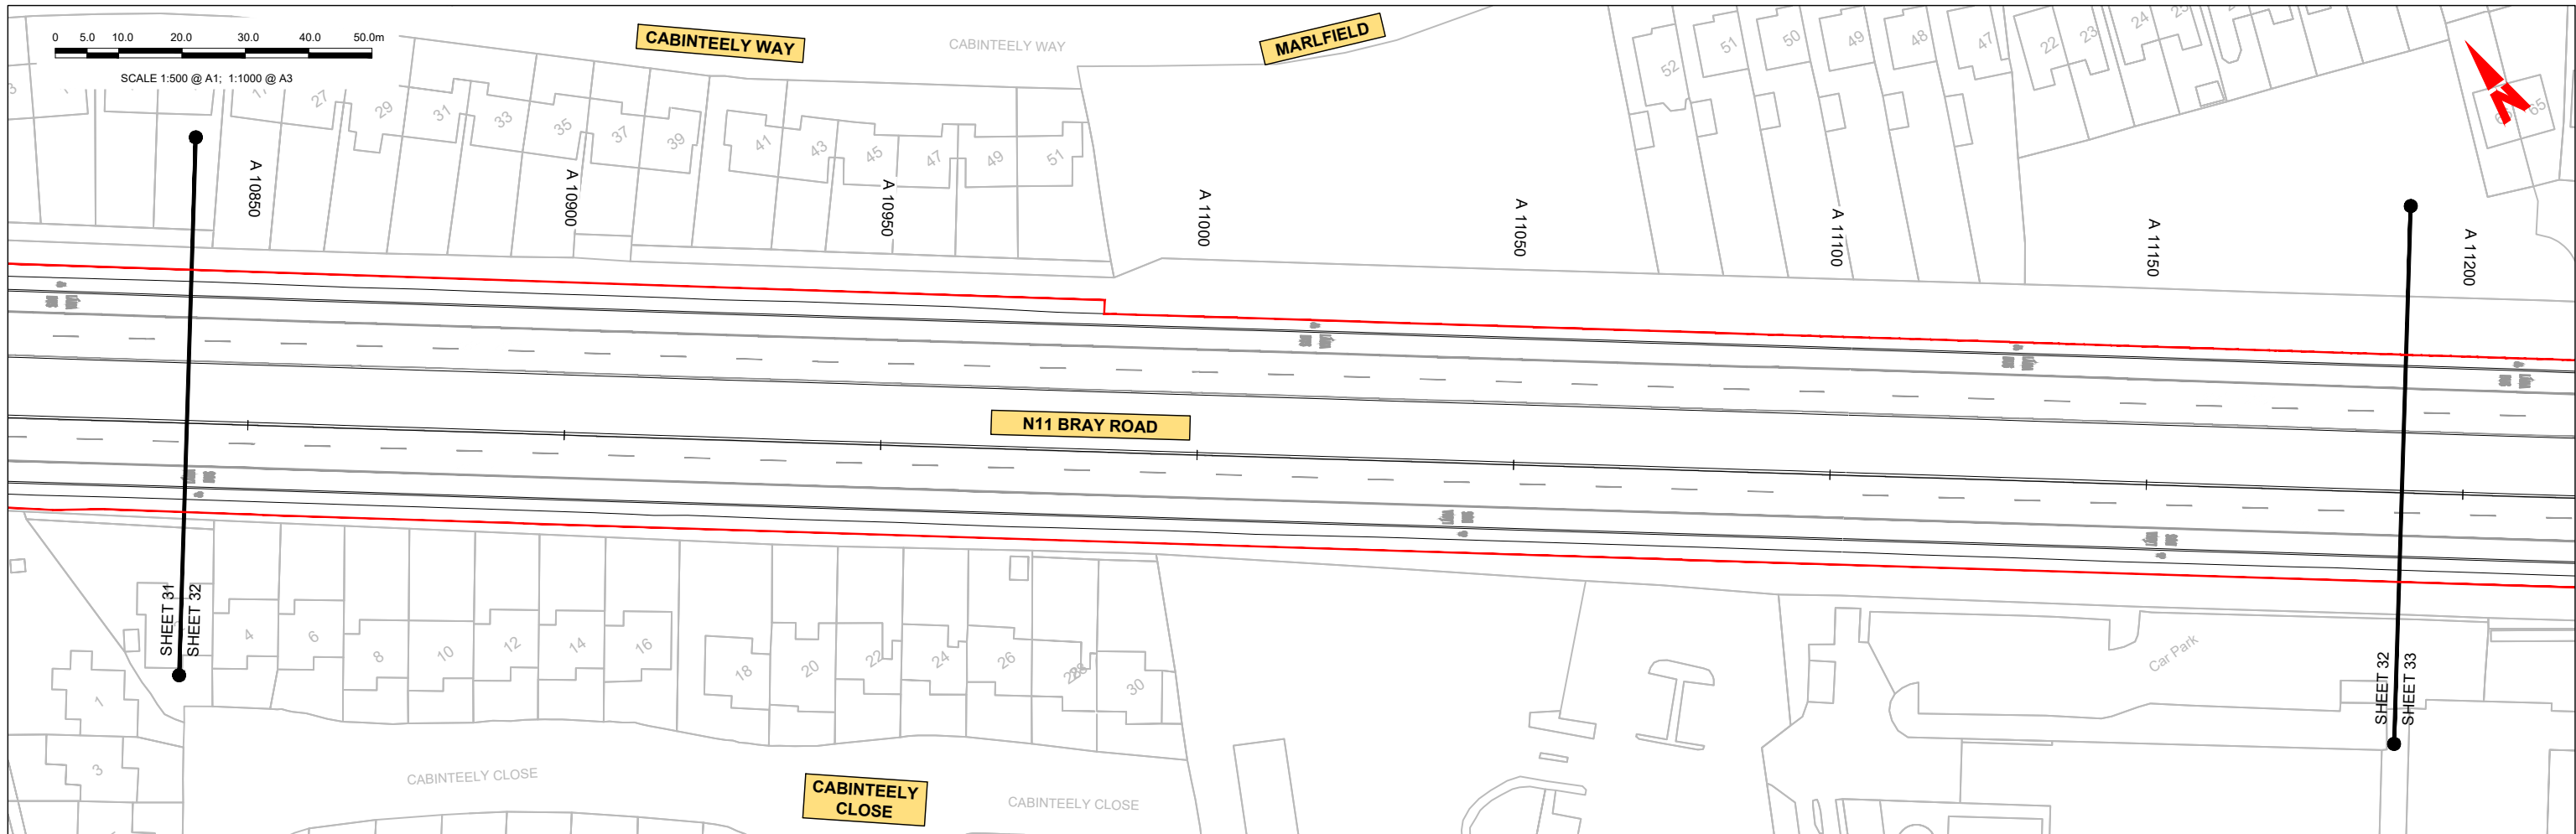 0 5.0 10.0 20.0 30.0 40.0 50.0m
SCALE 1:500 @ A1; 1:1000 @ A3
CABINTEELY WAY
CABINTEELY WAY
MARLFIELD
27
29
31
33
35
37
39
41
43
45
47
49
51
52
51
50
49
48
47
22
23
24
65
N
A 10850
A 10900
A 10950
A 11000
A 11050
A 11100
A 11150
A 11200
N11 BRAY ROAD
SHEET 31
SHEET 32
SHEET 32
SHEET 33
4
6
8
10
12
14
16
18
20
22
24
26
28
30
1
3
Car Park
CABINTEELY CLOSE
CABINTEELY
CLOSE
CABINTEELY CLOSE